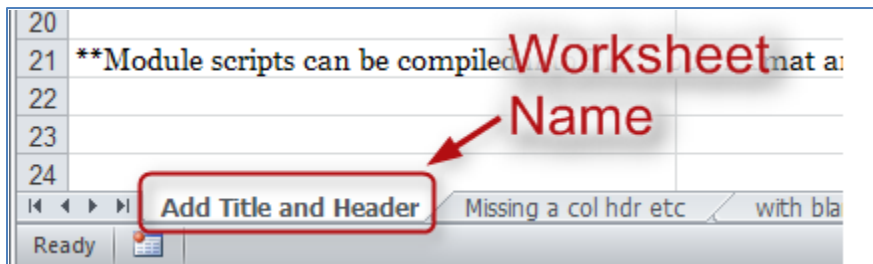 20
21 **Module scripts can be compiled mat a
Worksheet
22
Name
23
24
Add Title and Header Missing a col hdr etc with bla
Ready